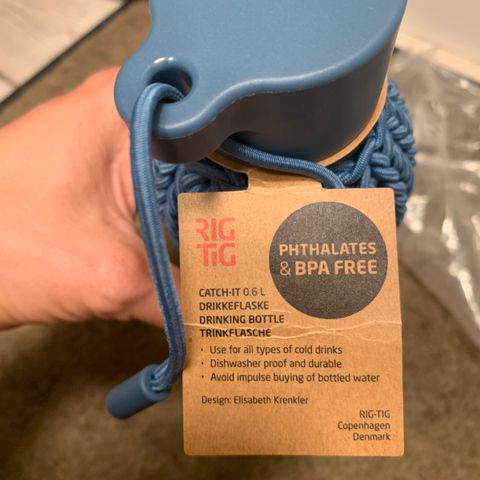 RIG
TIG
PHTHALATES
& BPA FREE
CATCH-IT 0.6 L
DRIKKEFLASKE
DRINKING BOTTLE
TRINKFLASCHE
• Use for all types of cold drinks
• Dishwasher proof and durable
• Avoid impulse buying of bottled water
Design: Elisabeth Krenkler
RIG-TIG
Copenhagen
Denmark